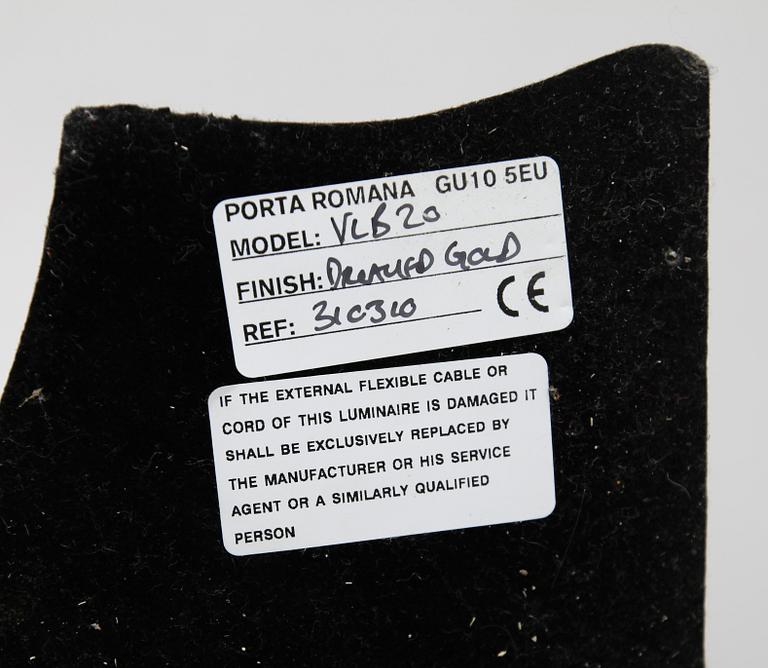 PORTA ROMANA GU10 5EU
MODEL: VLB20
FINISH: GOLD
REF: 310310
CE
IF THE EXTERNAL FLEXIBLE CABLE OR
CORD OF THIS LUMINAIRE IS DAMAGED IT
SHALL BE EXCLUSIVELY REPLACED BY
THE MANUFACTURER OR HIS SERVICE
AGENT OR A SIMILARLY QUALIFIED
PERSON